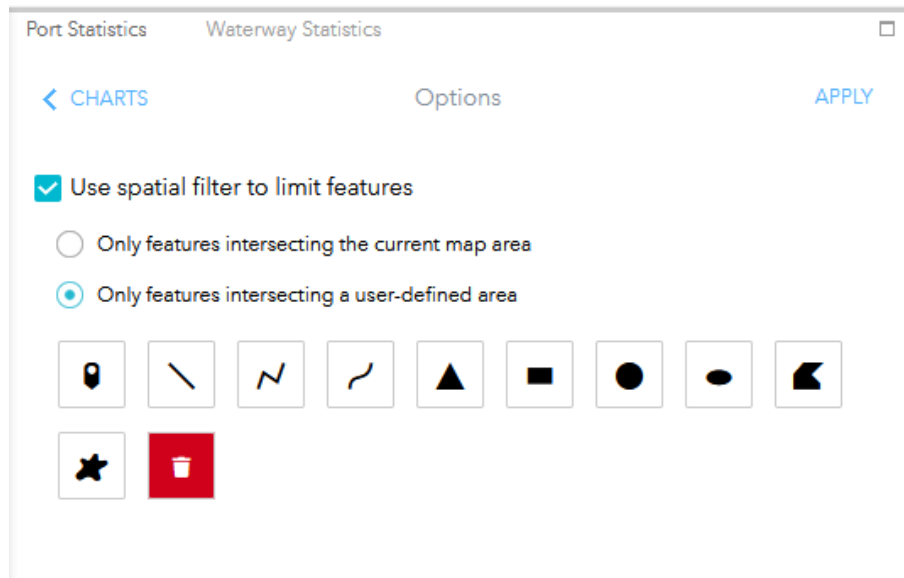 Port Statistics Waterway Statistics
CHARTS Options APPLY
Use spatial filter to limit features
Only features intersecting the current map area
Only features intersecting a user-defined area